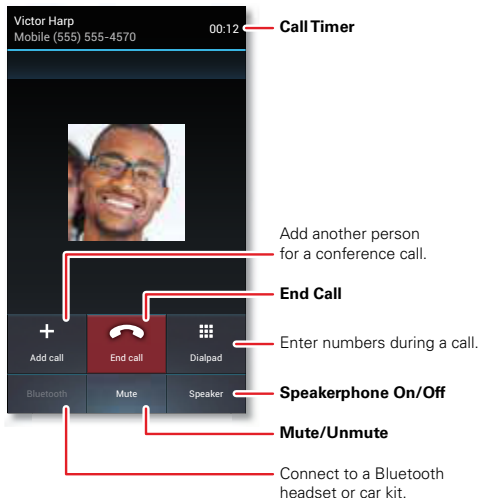 Victor Harp
Mobile (555) 555-4570
00:12
Call Timer
Add another person
for a conference call.
End Call
Add call
End call
Dialpad
Enter numbers during a call.
Bluetooth
Mute
Speaker
Speakerphone On/Off
Mute/Unmute
Connect to a Bluetooth
headset or car kit.